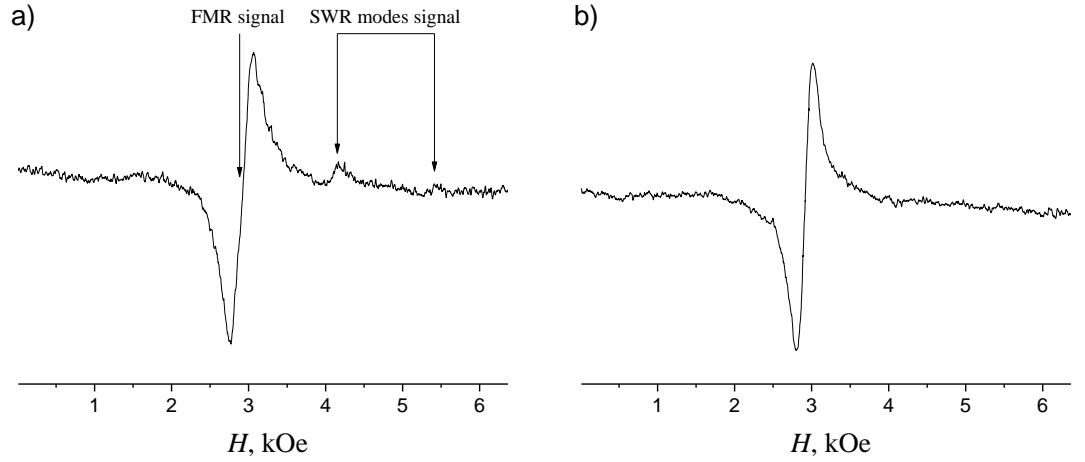 a)
FMR signal
SWR modes signal
1 2 3 4 5 6
H, kOe
b)
1 2 3 4 5 6
H, kOe